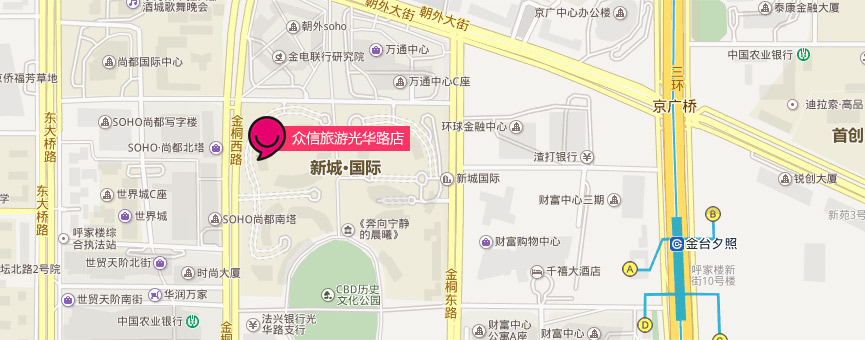 酒城歌舞晚会
朝外soho
朝外大街
朝外大街
京广中心办公楼
泰康金融大厦
尚都国际中心
金电联行研究院
万通中心
万通中心C座
中国农业银行
三环
京侨福芳草地
东大桥路
SOHO尚都写字楼
金桐西路
众信旅游光华路店
环球金融中心
京广桥
迪拉索·高品
首创
SOHO·尚都北塔
新城·国际
渣打银行
新城国际
锐创大厦
世界城C座
世界城
财富中心三期
SOHO尚都南塔
《奔向宁静
的晨曦》
B
新苑3号
呼家楼综
合执法站
东大桥路
财富购物中心
金台夕照
世贸天阶北街
时尚大厦
坛北路2号院
千禧大酒店
A
呼家楼新
街10号楼
世贸天阶南街
华润万家
CBD历史
文化公园
金桐东路
中国农业银行
金桐
法兴银行光
华路支行
财富中心
公寓A座
财富中心
D
C